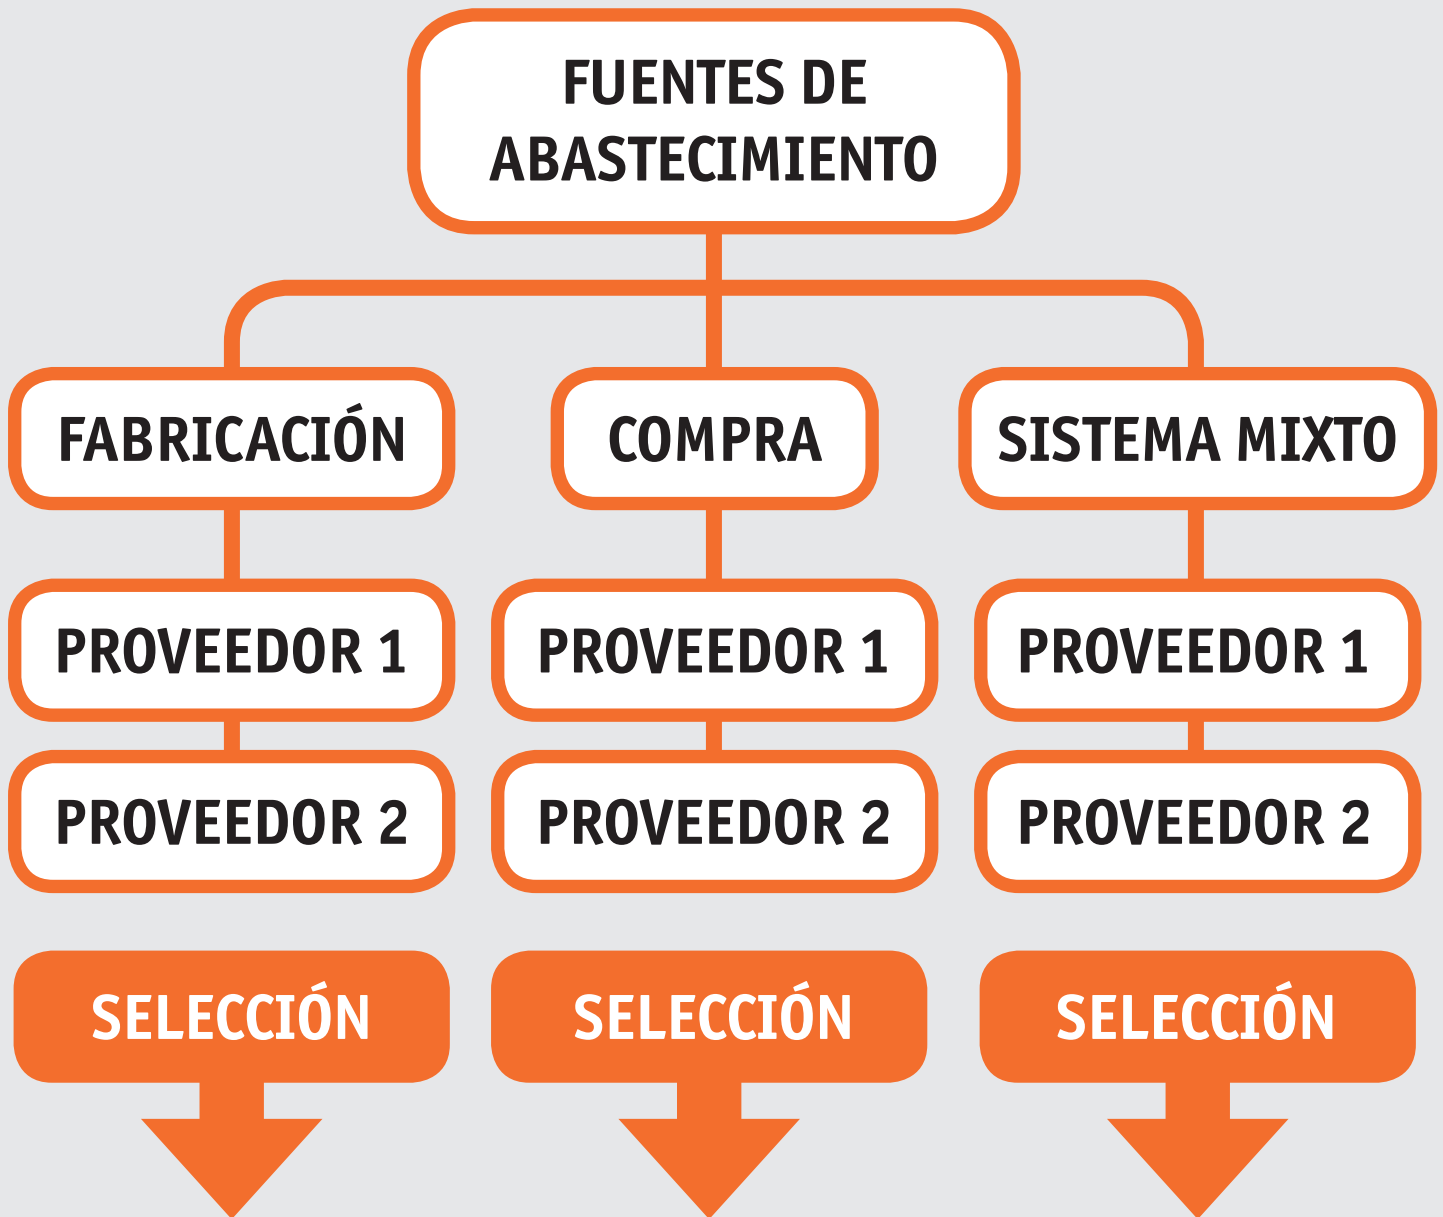 FUENTES DE
ABASTECIMIENTO
FABRICACIÓN
COMPRA
SISTEMA MIXTO
PROVEEDOR 1
PROVEEDOR 1
PROVEEDOR 1
PROVEEDOR 2
PROVEEDOR 2
PROVEEDOR 2
SELECCIÓN
SELECCIÓN
SELECCIÓN